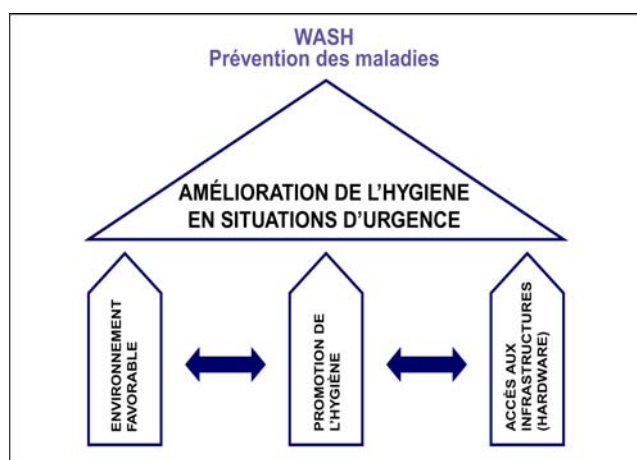 WASH
Prévention des maladies
AMÉLIORATION DE L'HYGIENE
EN SITUATIONS D'URGENCE
ENVIRONNEMENT
FAVORABLE
PROMOTION DE
L'HYGIÈNE
ACCÈS AUX
INFRASTRUCTURES
(HARDWARE)